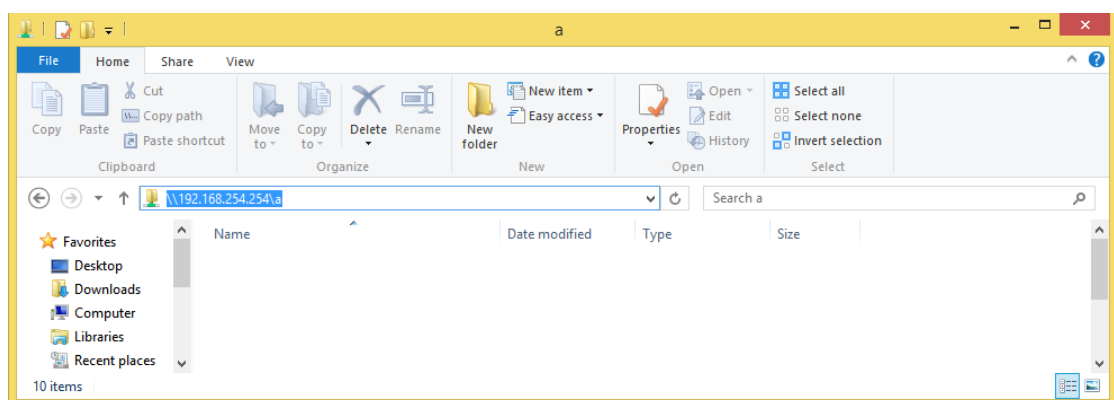 a
File Home Share View
Copy
Paste
Cut
Copy path
Paste shortcut
Clipboard
Move to
Copy to
Delete
Rename
Organize
New folder
New item
Easy access
New
Properties
Open
Edit
History
Open
Select all
Select none
Invert selection
Select
\\192.168.254.254\a
Search a
Favorites
Desktop
Downloads
Computer
Libraries
Recent places
Name Date modified Type Size
10 items